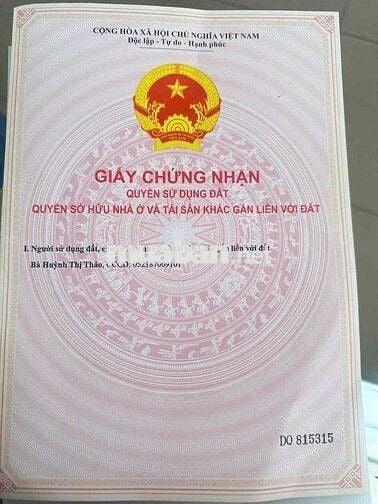 CỘNG HÒA XÃ HỘI CHỦ NGHĨA VIỆT NAM
Độc lập - Tự do - Hạnh phúc
GIẤY CHỨNG NHẬN
QUYỀN SỬ DỤNG ĐẤT
QUYỀN SỞ HỮU NHÀ Ở VÀ TÀI SẢN KHÁC GẮN LIỀN VỚI ĐẤT
I. Người sử dụng đất, liền với đất
Bà Huỳnh Thị Thảo, CCCD: 052187009101
DO 815315